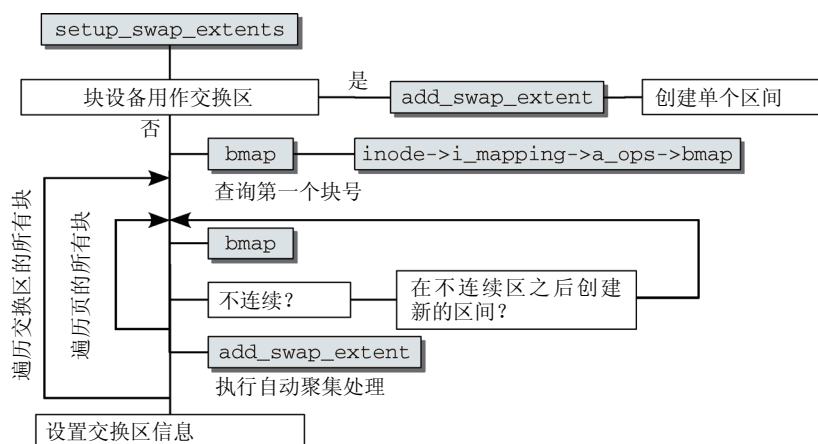 setup_swap_extents
块设备用作交换区
是
add_swap_extent
创建单个区间
否
bmap
inode->i_mapping->a_ops->bmap
查询第一个块号
遍历交换区的所有块
遍历页的所有块
bmap
不连续？
在不连续区之后创建
新的区间？
add_swap_extent
执行自动聚集处理
设置交换区信息